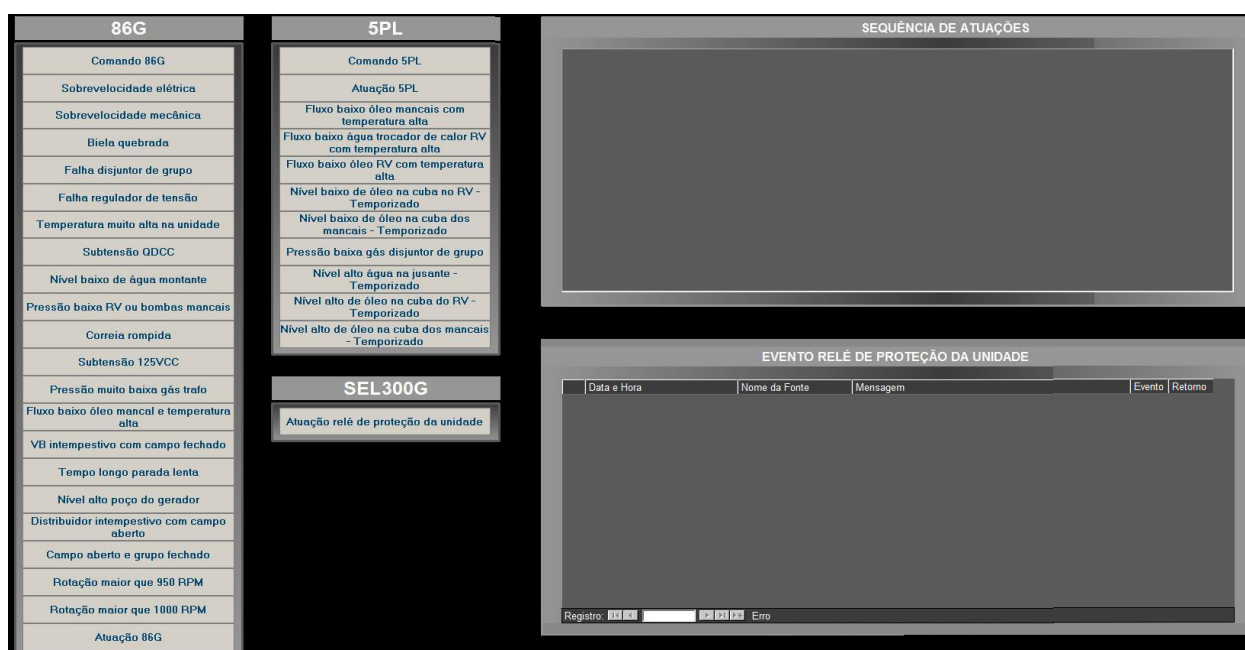 86G
Comando 86G
Sobrevelocidade elétrica
Sobrevelocidade mecânica
Biela quebrada
Falha disjuntor de grupo
Falha regulador de tensão
Temperatura muito alta na unidade
Subtensão QDCC
Nível baixo de água montante
Pressão baixa RV ou bombas mancais
Correia rompida
Subtensão 125VCC
Pressão muito baixa gás trafo
Fluxo baixo óleo mancal e temperatura
alta
VB intempestivo com campo fechado
Tempo longo parada lenta
Nível alto poço do gerador
Distribuidor intempestivo com campo
aberto
Campo aberto e grupo fechado
Rotação maior que 950 RPM
Rotação maior que 1000 RPM
Atuação 86G
5PL
Comando 5PL
Atuação 5PL
Fluxo baixo óleo mancais com
temperatura alta
Fluxo baixo água trocador de calor RV
com temperatura alta
Fluxo baixo óleo RV com temperatura
alta
Nível baixo de óleo na cuba no RV -
Temporizado
Nível baixo de óleo na cuba dos
mancais - Temporizado
Pressão baixa gás disjuntor de grupo
Nível alto água na jusante -
Temporizado
Nível alto de óleo na cuba do RV -
Temporizado
Nível alto de óleo na cuba dos mancais
- Temporizado
SEL300G
Atuação relé de proteção da unidade
SEQUÊNCIA DE ATUAÇÕES
EVENTO RELÉ DE PROTEÇÃO DA UNIDADE
Data e Hora Nome da Fonte Mensagem Evento Retorno
Registro: Erro